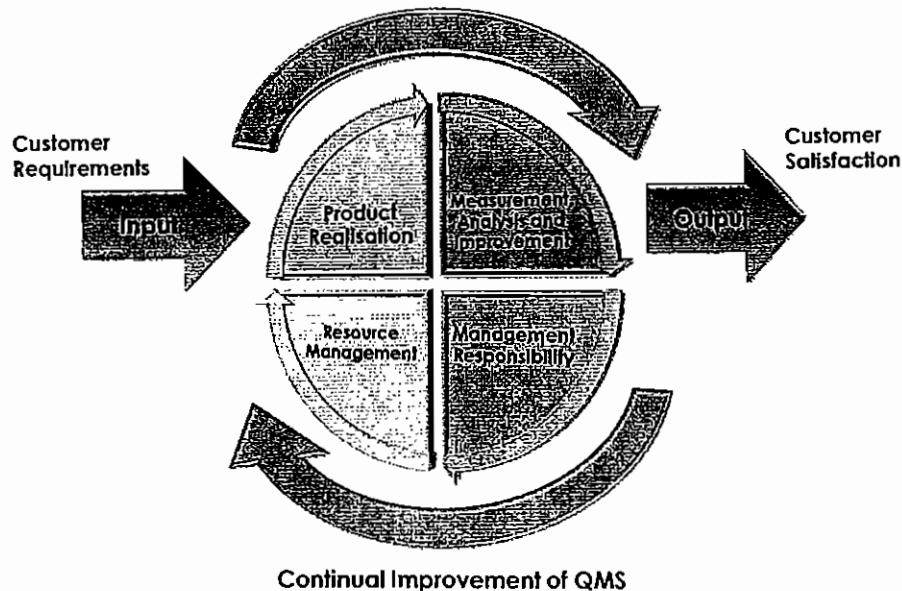 Customer
Requirements
Input
Product
Realisation
Measurement
Analysis and
Improvement
Output
Customer
Satisfaction
Resource
Management
Management
Responsibility
Continual Improvement of QMS